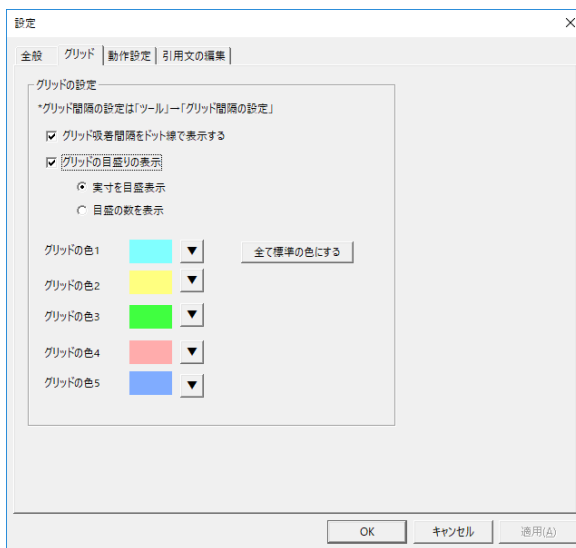 設定
全般 グリッド 動作設定 引用文の編集
グリッドの設定
*グリッド間隔の設定は「ツール」→「グリッド間隔の設定」
グリッド吸着間隔をドット線で表示する
グリッドの目盛りの表示
実寸を目盛表示
目盛の数を表示
グリッドの色1 ▼ 全て標準の色にする
グリッドの色2 ▼
グリッドの色3 ▼
グリッドの色4 ▼
グリッドの色5 ▼
OK キャンセル 適用(A)